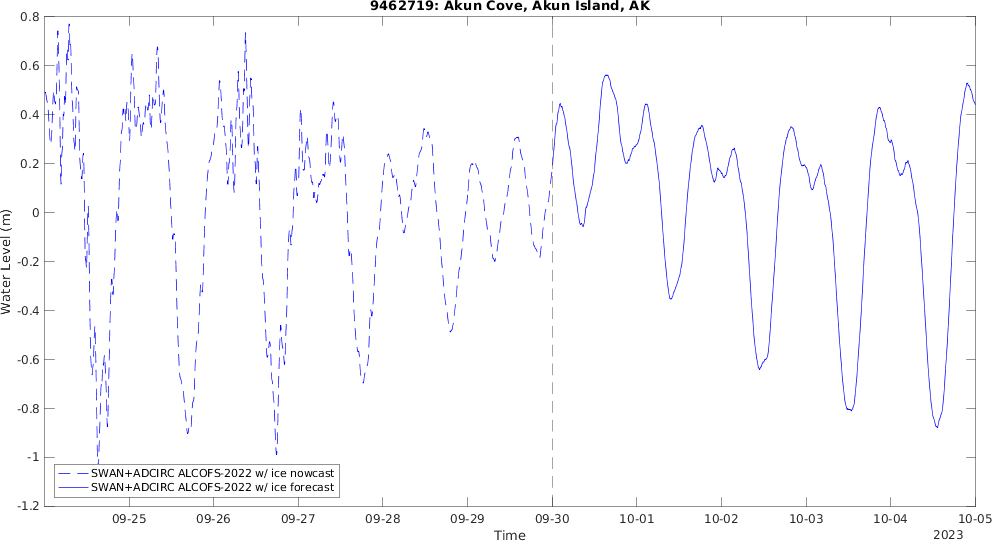 9462719: Akun Cove, Akun Island, AK
0.8
0.6
0.4
0.2
0
-0.2
-0.4
-0.6
-0.8
-1
-1.2
Water Level (m)
SWAN+ADCIRC ALCOFS-2022 w/ ice nowcast
SWAN+ADCIRC ALCOFS-2022 w/ ice forecast
09-25 09-26 09-27 09-28 09-29 09-30 10-01 10-02 10-03 10-04 10-05
Time
2023